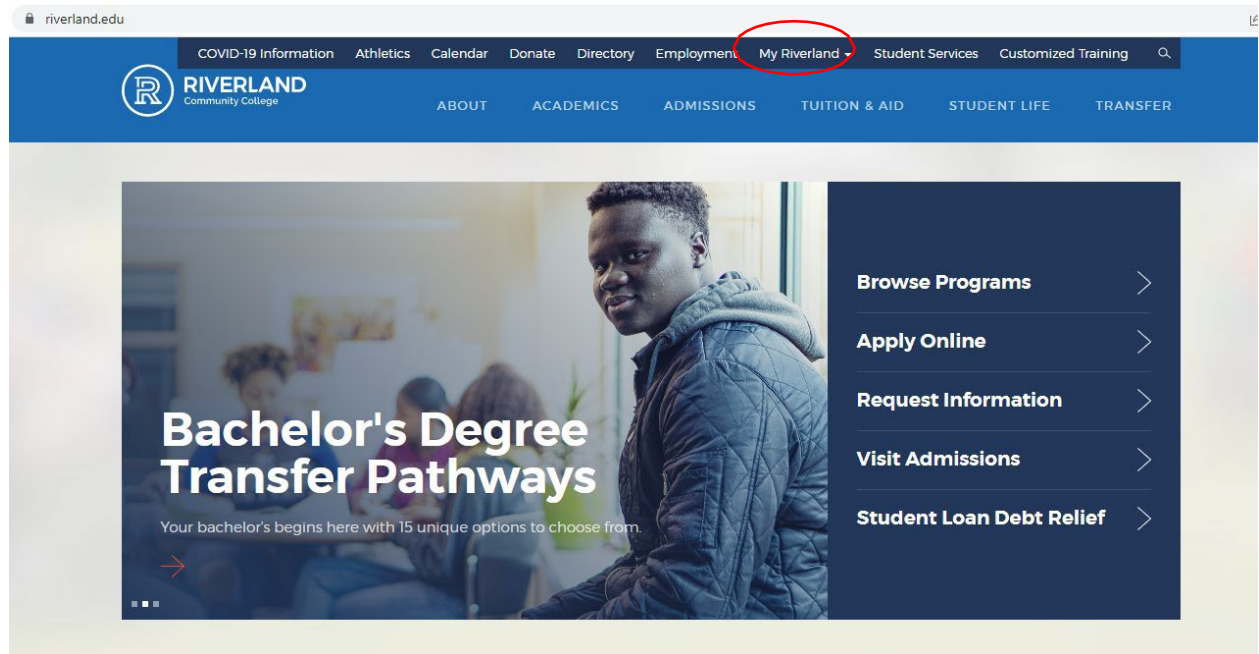 riverland.edu
COVID-19 Information Athletics Calendar Donate Directory Employment My Riverland Student Services Customized Training
RIVERLAND
Community College
ABOUT ACADEMICS ADMISSIONS TUITION & AID STUDENT LIFE TRANSFER
Browse Programs
Apply Online
Request Information
Visit Admissions
Student Loan Debt Relief
Bachelor's Degree
Transfer Pathways
Your bachelor's begins here with 15 unique options to choose from.